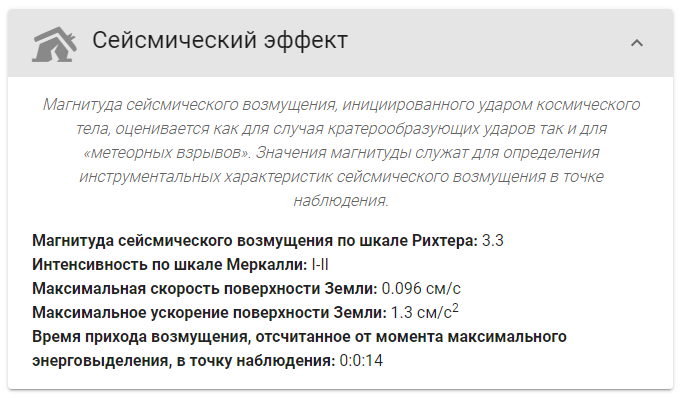 Сейсмический эффект
Магнитуда сейсмического возмущения, инициированного ударом космического
тела, оценивается как для случая кратерообразующих ударов так и для
«метеорных взрывов». Значения магнитуды служат для определения
инструментальных характеристик сейсмического возмущения в точке
наблюдения.
Магнитуда сейсмического возмущения по шкале Рихтера: 3.3
Интенсивность по шкале Меркалли: I-II
Максимальная скорость поверхности Земли: 0.096 см/с
Максимальное ускорение поверхности Земли: 1.3 см/с²
Время прихода возмущения, отсчитанное от момента максимального
энерговыделения, в точку наблюдения: 0:0:14